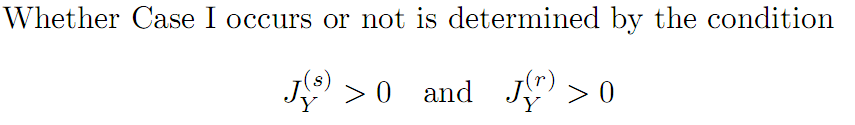 Whether Case I occurs or not is determined by the condition
J_Y^{(s)} > 0 and J_Y^{(r)} > 0